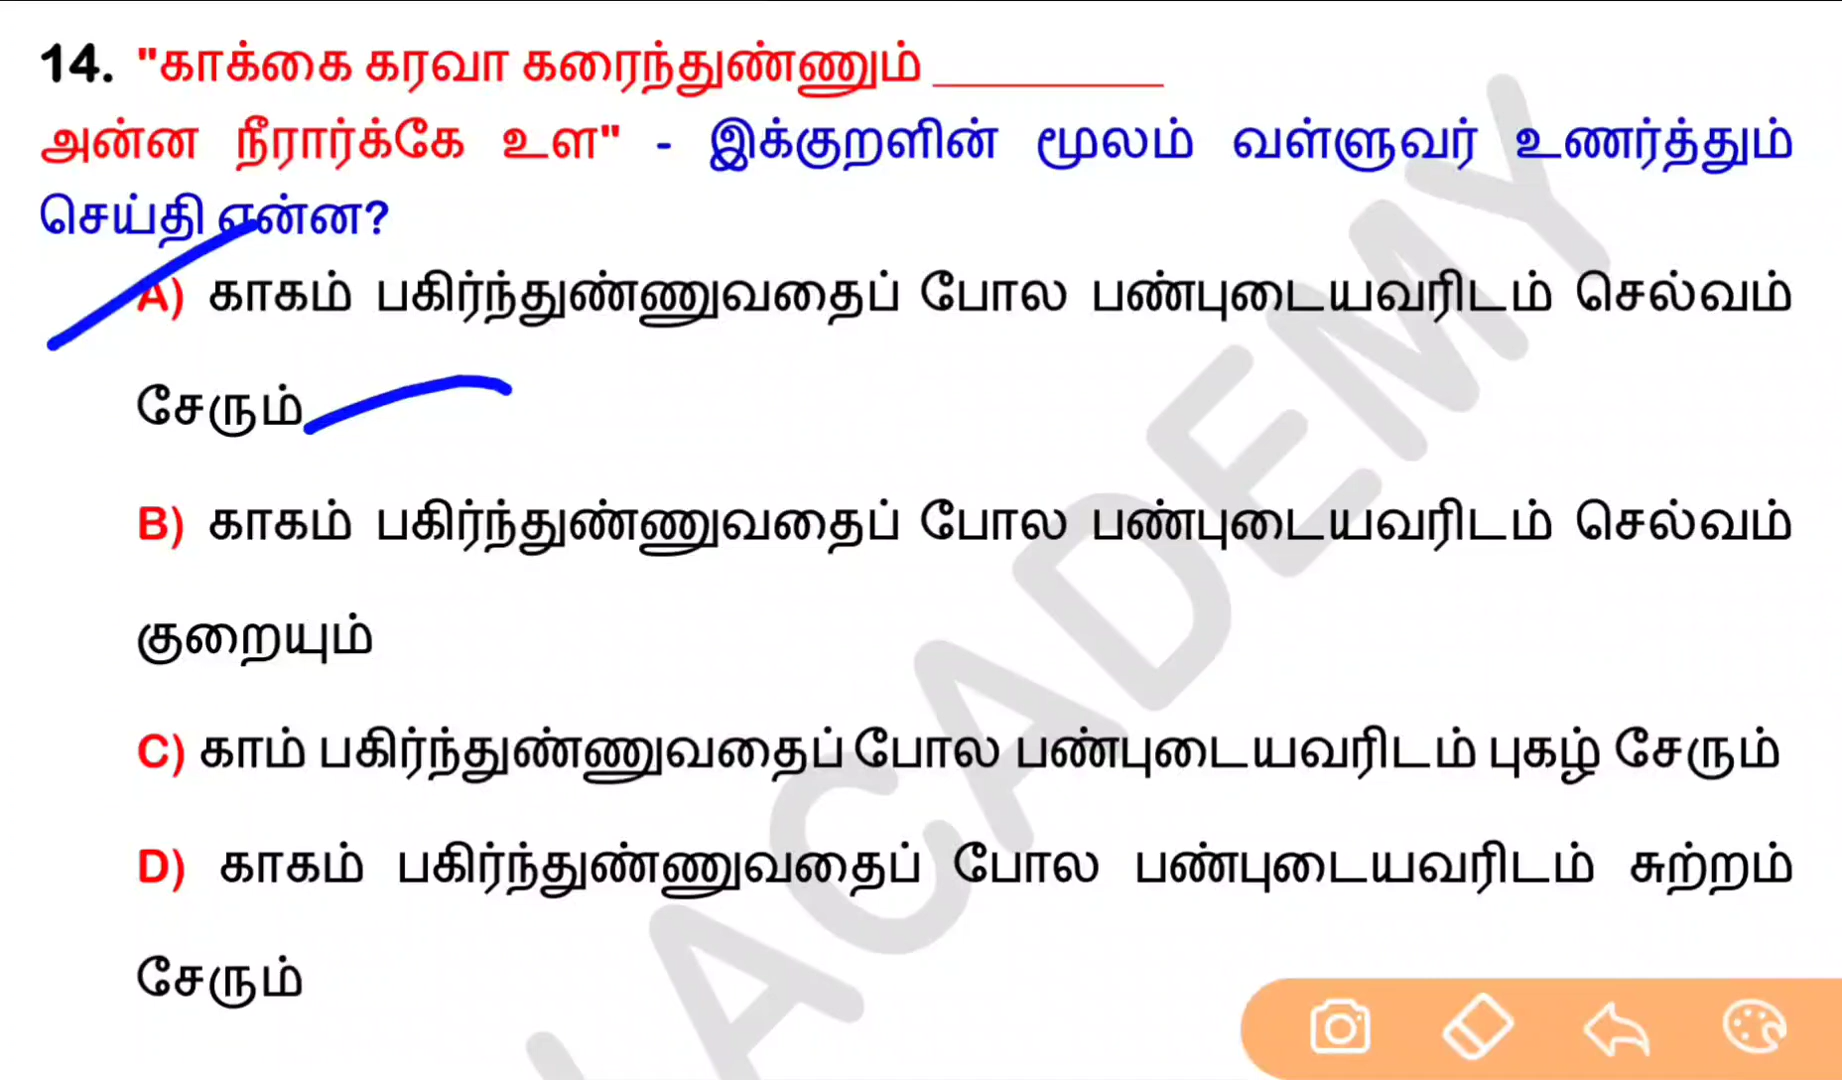 14. "காக்கை கரவா கரைந்துண்ணும் __________
அன்ன நீரார்க்கே உள" - இக்குறளின் மூலம் வள்ளுவர் உணர்த்தும்
செய்தி என்ன?
A) காகம் பகிர்ந்துண்ணுவதைப் போல பண்புடையவரிடம் செல்வம்
சேரும்
B) காகம் பகிர்ந்துண்ணுவதைப் போல பண்புடையவரிடம் செல்வம்
குறையும்
C) காம் பகிர்ந்துண்ணுவதைப் போல பண்புடையவரிடம் புகழ் சேரும்
D) காகம் பகிர்ந்துண்ணுவதைப் போல பண்புடையவரிடம் சுற்றம்
சேரும்
ACADEMY